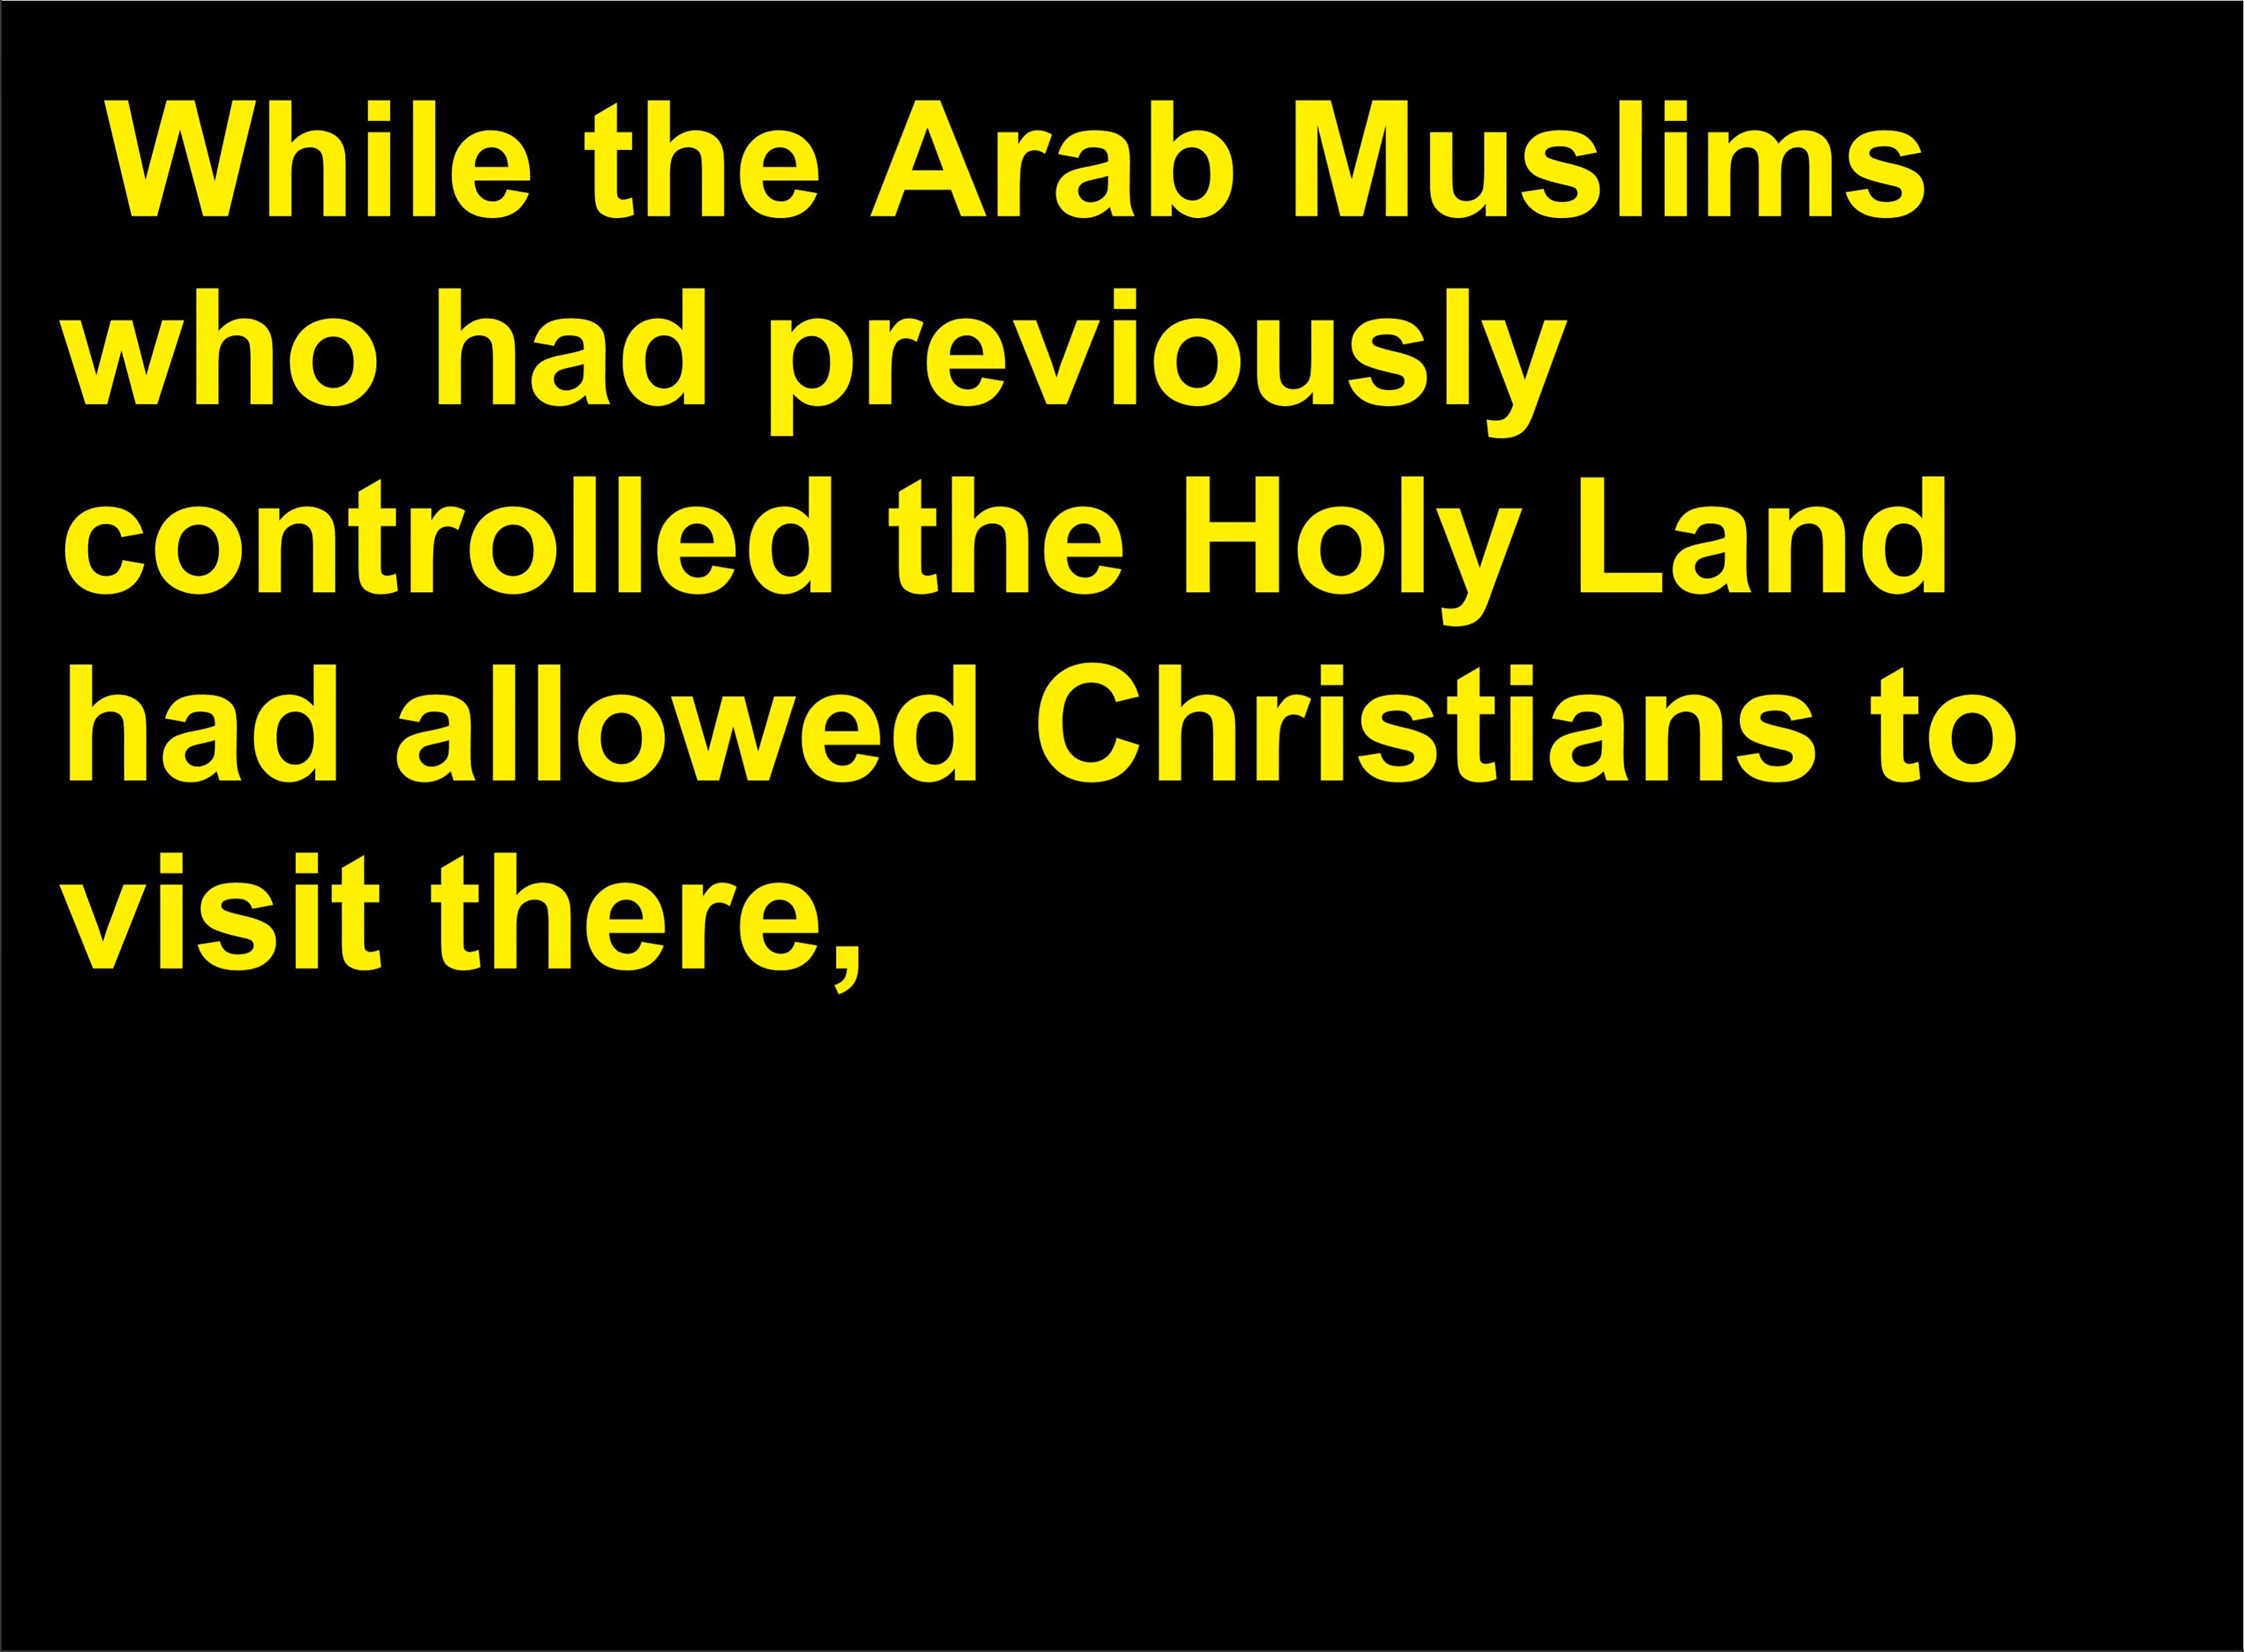 While the Arab Muslims
who had previously
controlled the Holy Land
had allowed Christians to
visit there,